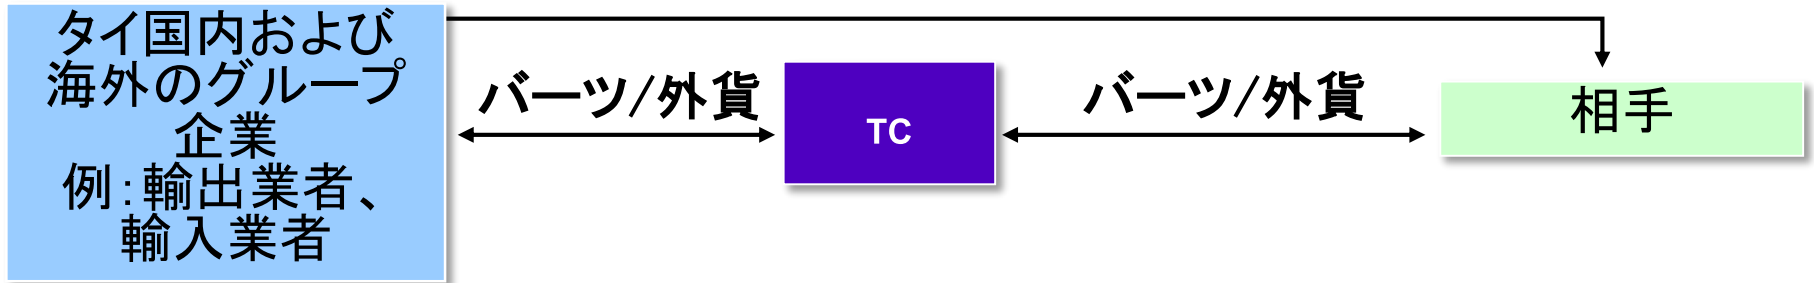 タイ国内および
海外のグループ
企業
例：輸出業者、
輸入業者
バーツ/外貨
TC
バーツ/外貨
相手